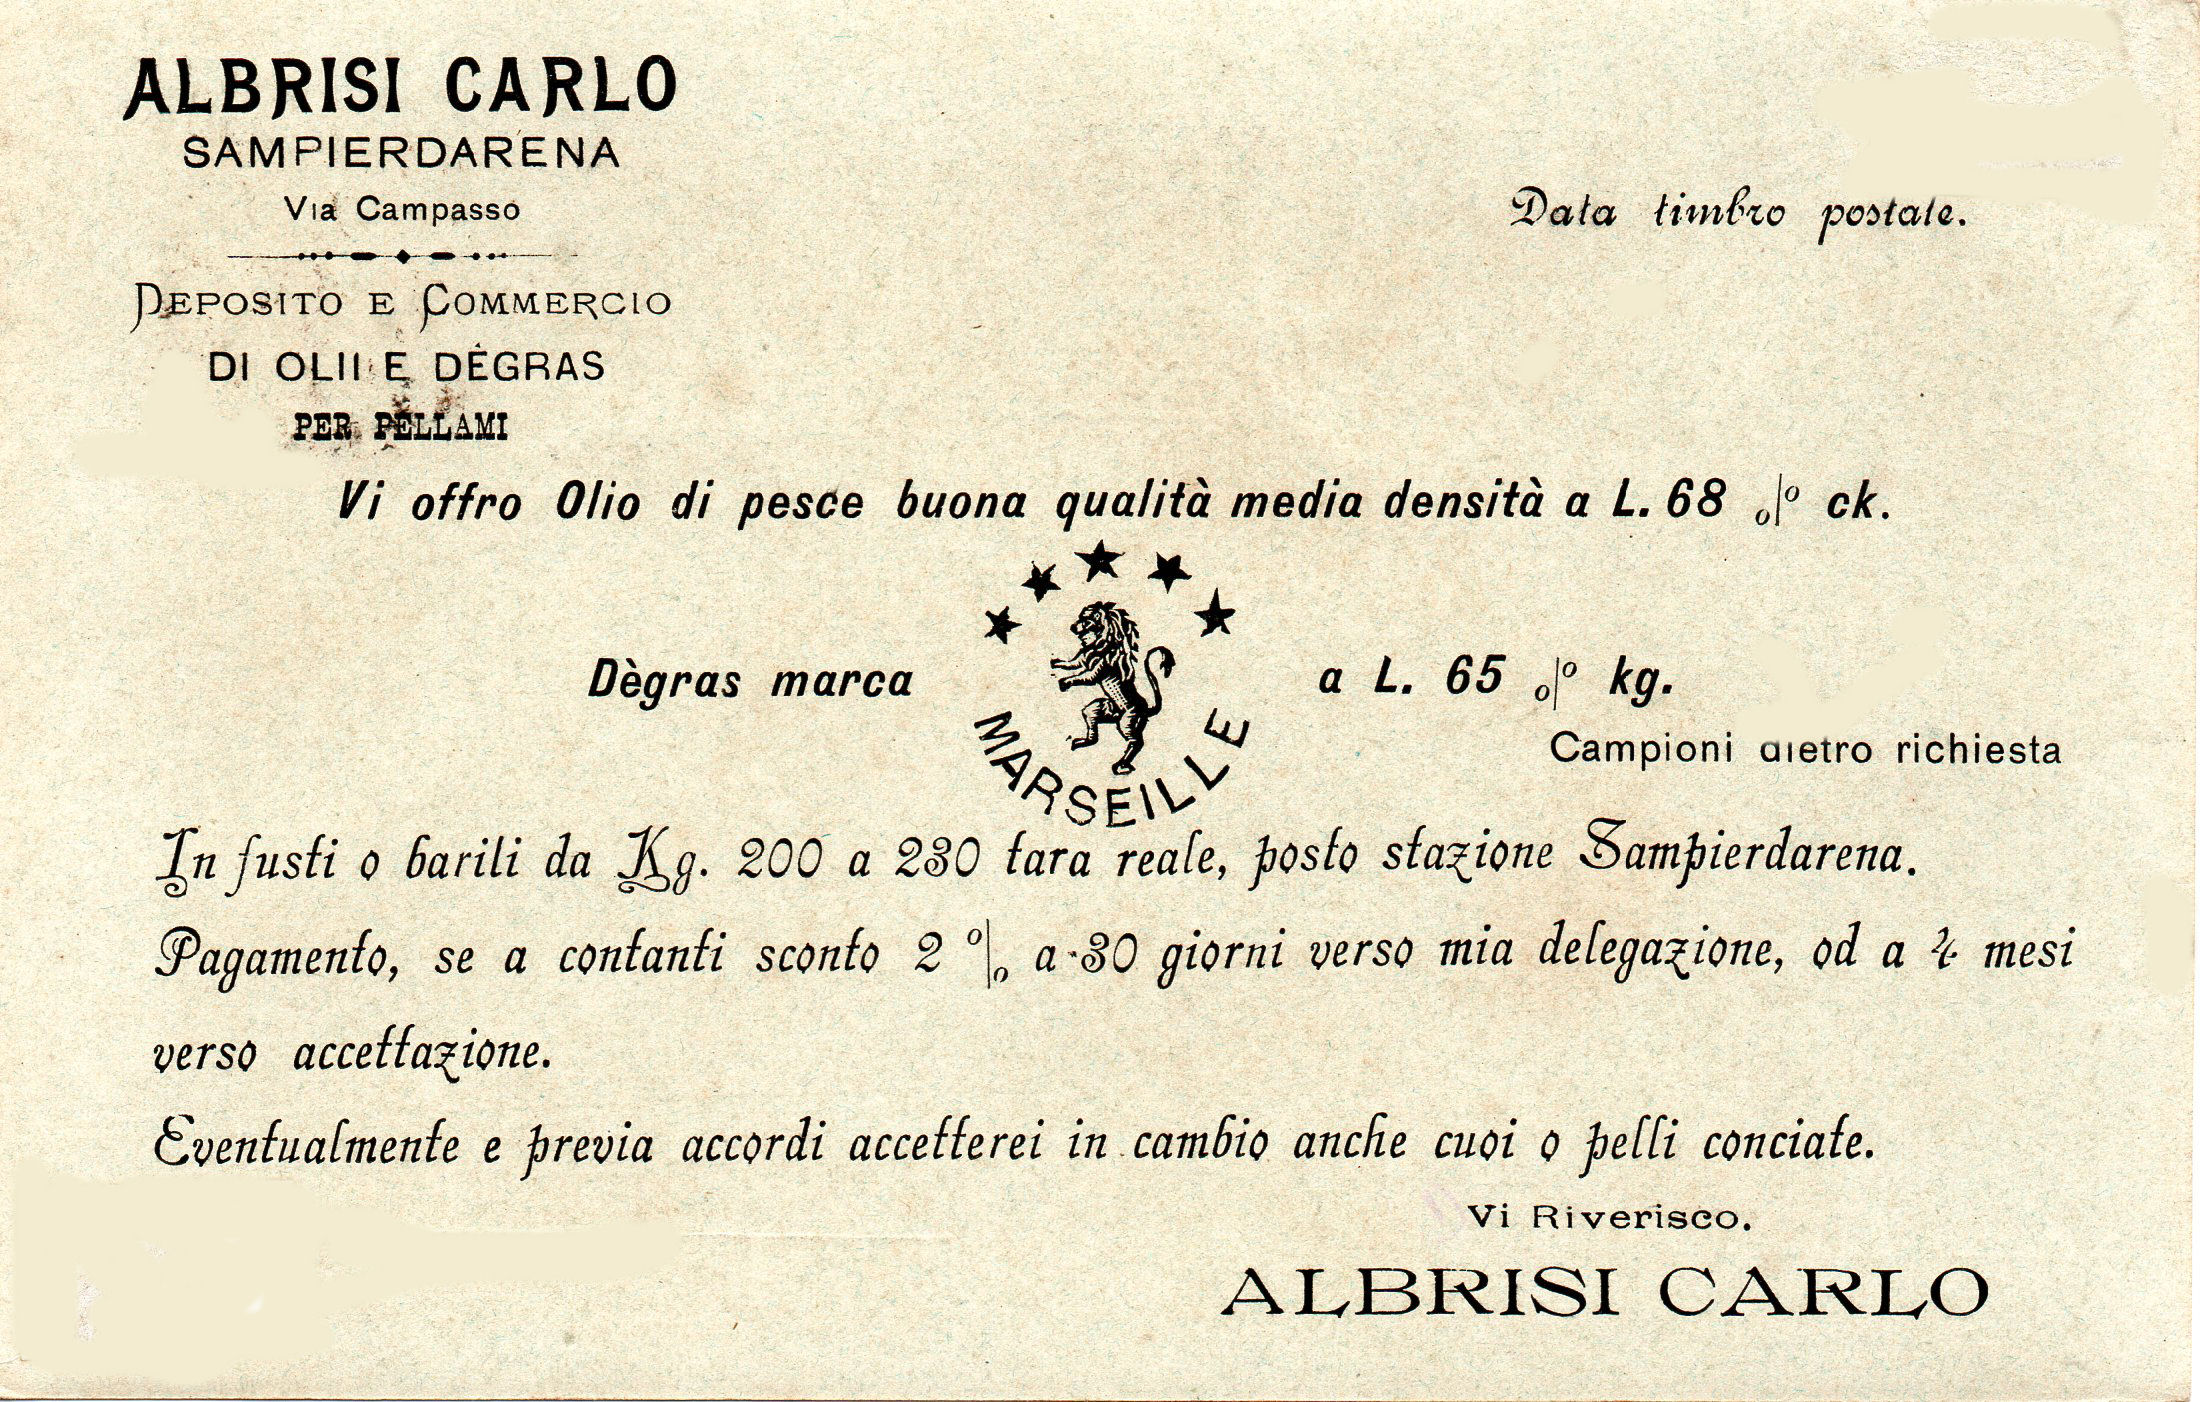 ALBRISI CARLO
SAMPIERDARENA
Via Campasso
Data timbro postale.
DEPOSITO E COMMERCIO
DI OLII E DÉGRAS
PER PELLAMI
Vi offro Olio di pesce buona qualità media densità a L. 68 o|o ck.
Dègras marca
MARSEILLE
a L. 65 o|o kg.
Campioni dietro richiesta
In fusti o barili da Kg. 200 a 230 tara reale, posto stazione Sampierdarena.
Pagamento, se a contanti sconto 2 o|o a 30 giorni verso mia delegazione, od a 4 mesi
verso accettazione.
Eventualmente e previa accordi accetterei in cambio anche cuoi o pelli conciate.
Vi Riverisco.
ALBRISI CARLO